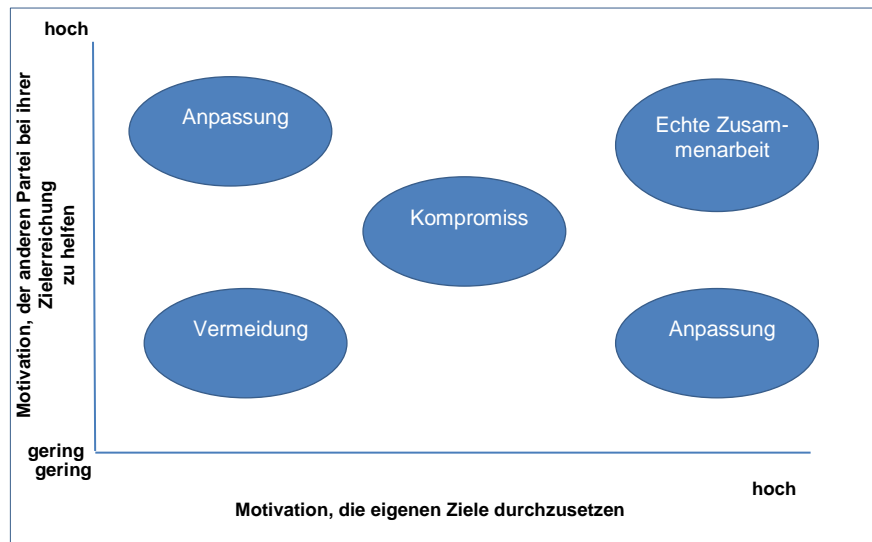 hoch
Motivation, der anderen Partei bei ihrer
Zielerreichung
zu helfen
Anpassung
Echte Zusam-
menarbeit
Kompromiss
Vermeidung
Anpassung
gering
gering
hoch
Motivation, die eigenen Ziele durchzusetzen